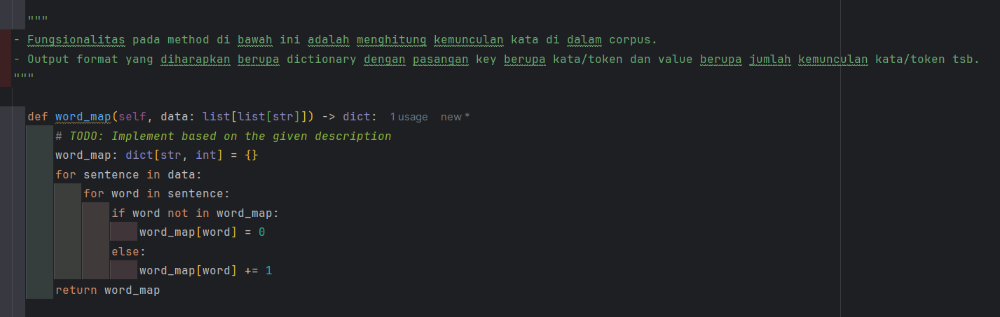 """
- Fungsionalitas pada method di bawah ini adalah menghitung kemunculan kata di dalam corpus.
- Output format yang diharapkan berupa dictionary dengan pasangan key berupa kata/token dan value berupa jumlah kemunculan kata/token tsb.
"""
def word_map(self, data: list[list[str]]) -> dict: 1 usage new *
# TODO: Implement based on the given description
word_map: dict[str, int] = {}
for sentence in data:
for word in sentence:
if word not in word_map:
word_map[word] = 0
else:
word_map[word] += 1
return word_map